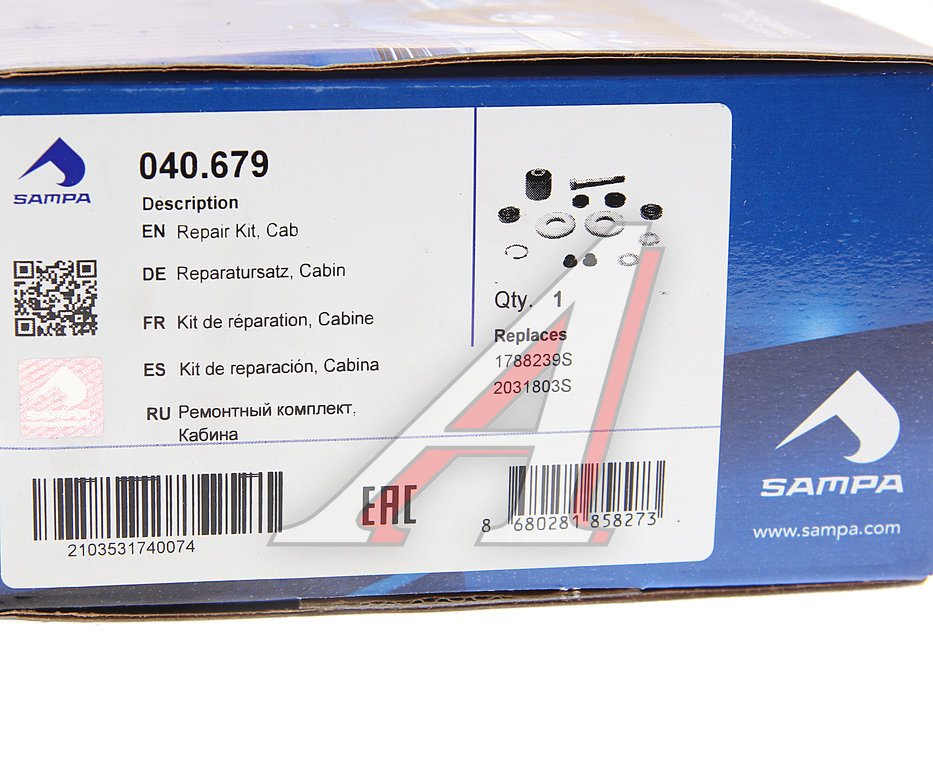 SAMPA
040.679
Description
EN Repair Kit, Cab
DE Reparatursatz, Cabin
FR Kit de réparation, Cabine
ES Kit de reparación, Cabina
RU Ремонтный комплект,
Кабина
Qty. 1
Replaces
1788239S
2031803S
2103531740074
EAC
8 680281 858273
SAMPA
www.sampa.com